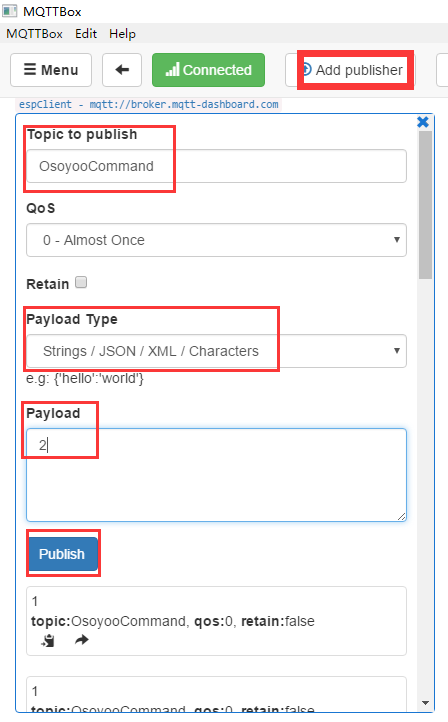 MQTTBox
MQTTBox Edit Help
Menu Connected Add publisher
espClient - mqtt://broker.mqtt-dashboard.com
Topic to publish
OsoyooCommand
QoS
0 - Almost Once
Retain
Payload Type
Strings / JSON / XML / Characters
e.g: {'hello':'world'}
Payload
2
Publish
1
topic:OsoyooCommand, qos:0, retain:false
1
topic:OsoyooCommand, qos:0, retain:false